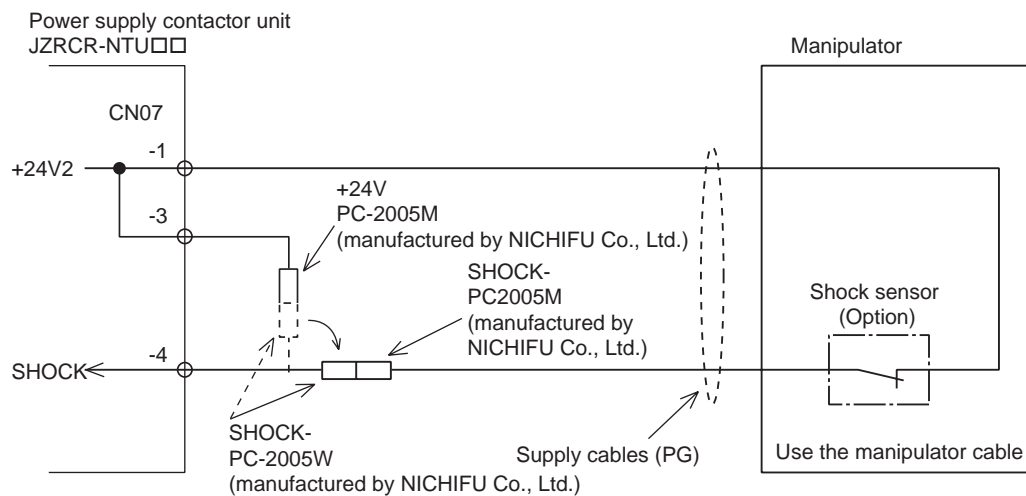 Power supply contactor unit
JZRCR-NTU□□
Manipulator
CN07
-1
+24V2
-3
+24V
PC-2005M
(manufactured by NICHIFU Co., Ltd.)
SHOCK-
PC2005M
(manufactured by
NICHIFU Co., Ltd.)
Shock sensor
(Option)
-4
SHOCK
SHOCK-
PC-2005W
(manufactured by NICHIFU Co., Ltd.)
Supply cables (PG)
Use the manipulator cable